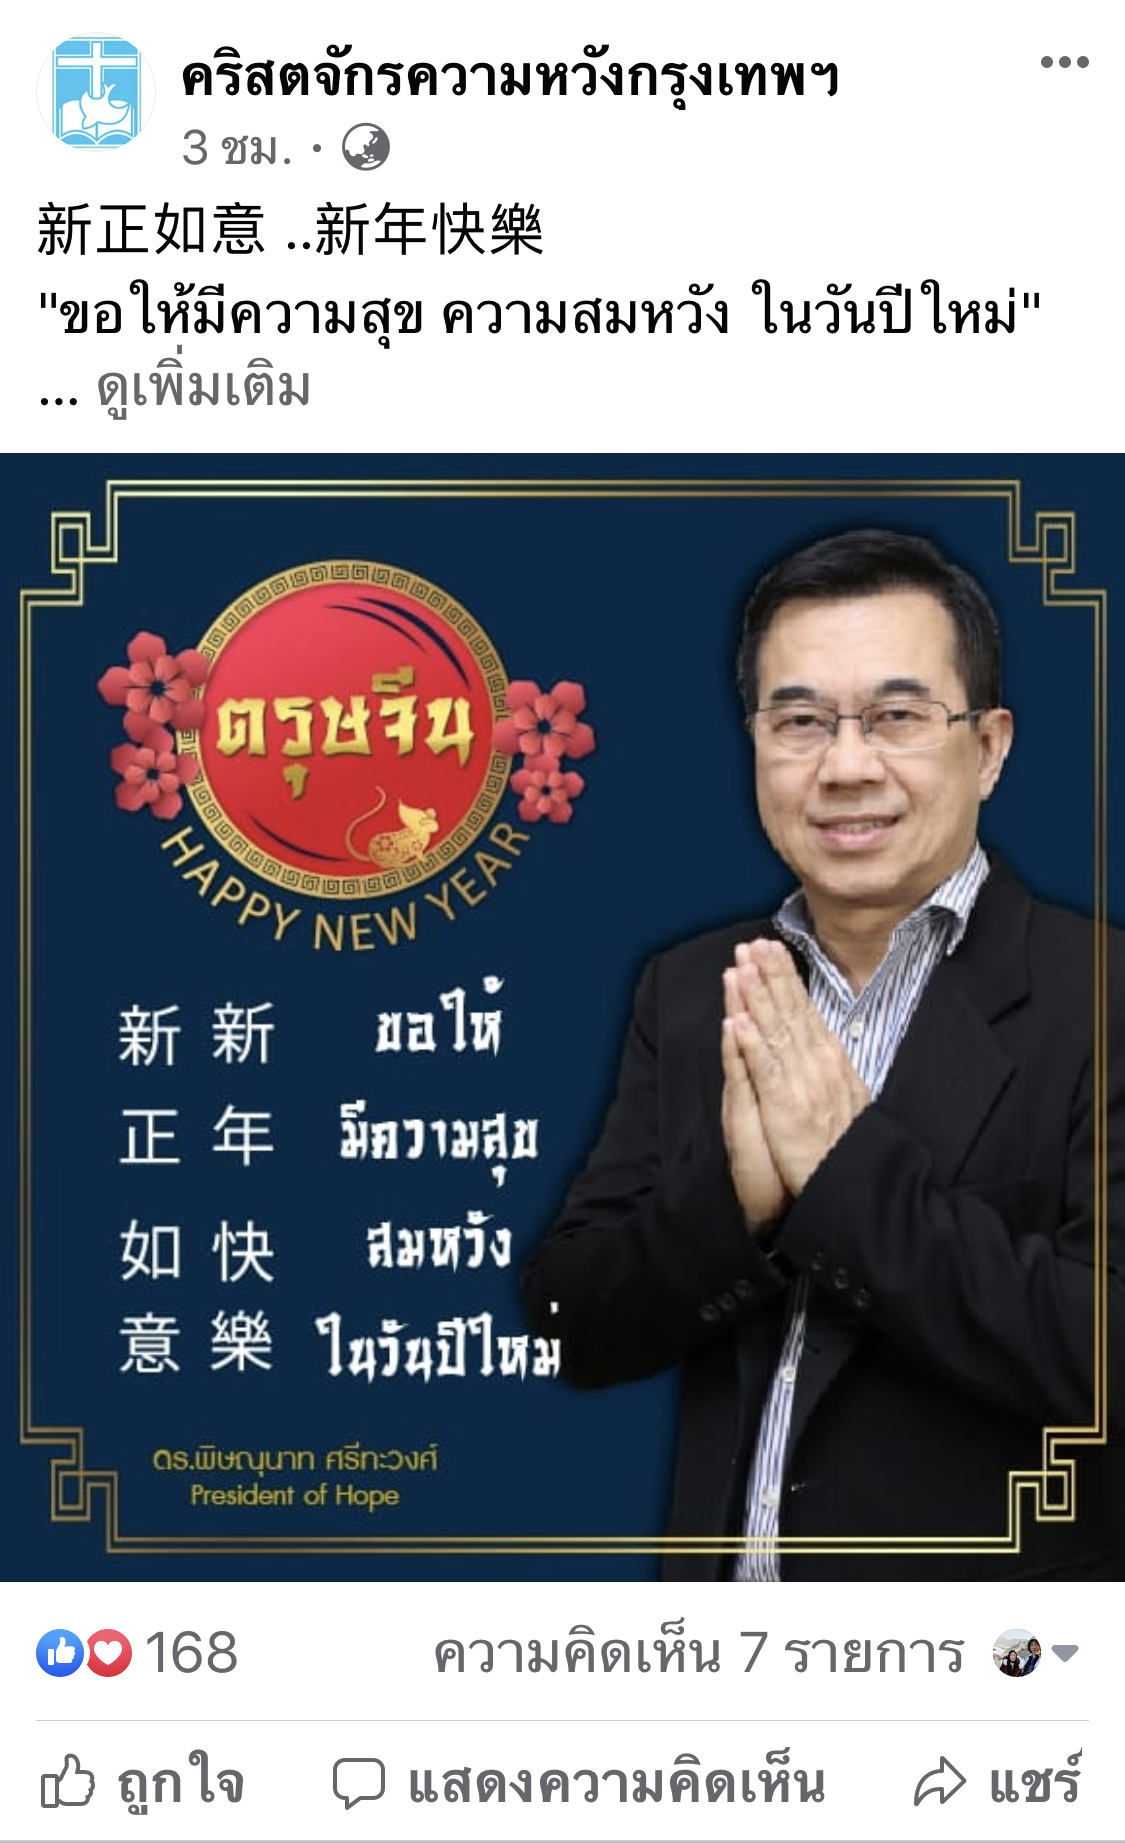 คริสตจักรความหวังกรุงเทพฯ
3 ชม. ·
新正如意 ..新年快樂
"ขอให้มีความสุข ความสมหวัง ในวันปีใหม่"
... ดูเพิ่มเติม
ตรุษจีน
HAPPY NEW YEAR
新正如意
新年快樂
ขอให้
มีความสุข
สมหวัง
ในวันปีใหม่
ดร.พิษณุนาท ศรีทะวงศ์
President of Hope
168
ความคิดเห็น 7 รายการ
ถูกใจ
แสดงความคิดเห็น
แชร์